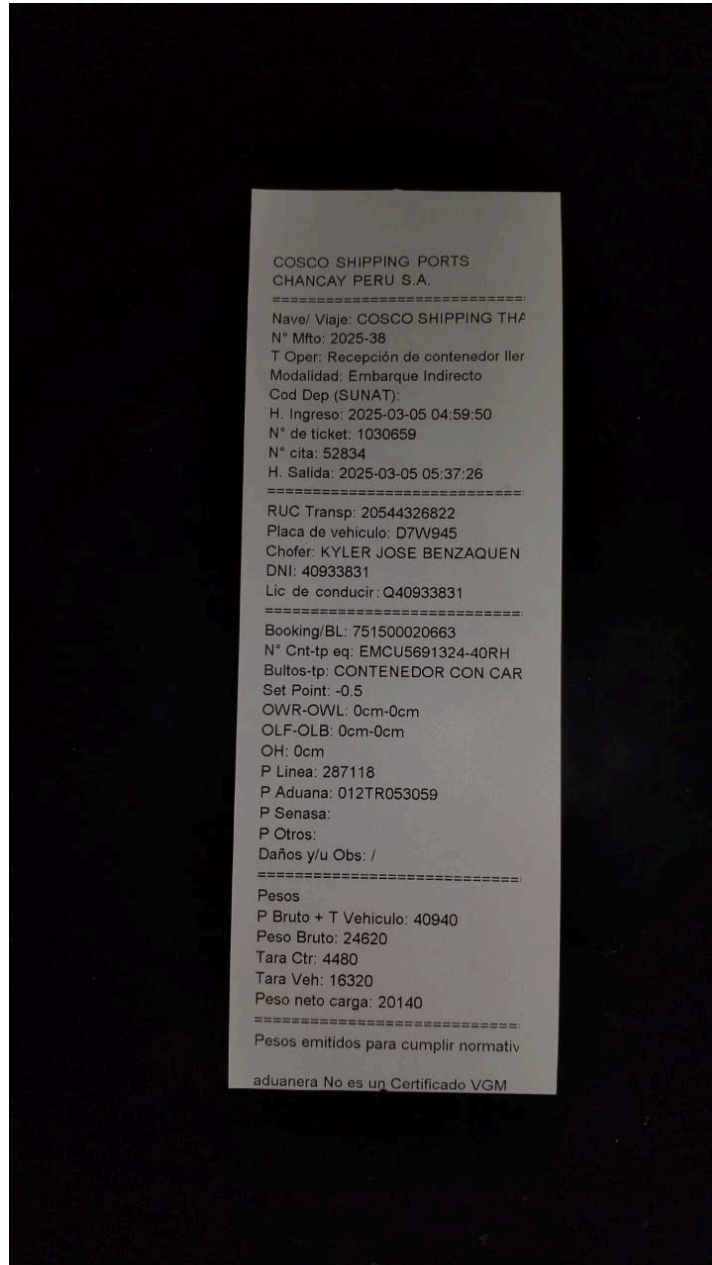 COSCO SHIPPING PORTS
CHANCAY PERU S.A.
==============================
Nave/ Viaje: COSCO SHIPPING THA
N° Mfto: 2025-38
T Oper: Recepción de contenedor ller
Modalidad: Embarque Indirecto
Cod Dep (SUNAT):
H. Ingreso: 2025-03-05 04:59:50
N° de ticket: 1030659
N° cita: 52834
H. Salida: 2025-03-05 05:37:26
==============================
RUC Transp: 20544326822
Placa de vehiculo: D7W945
Chofer: KYLER JOSE BENZAQUEN
DNI: 40933831
Lic de conducir: Q40933831
==============================
Booking/BL: 751500020663
N° Cnt-tp eq: EMCU5691324-40RH
Bultos-tp: CONTENEDOR CON CAR
Set Point: -0.5
OWR-OWL: 0cm-0cm
OLF-OLB: 0cm-0cm
OH: 0cm
P Linea: 287118
P Aduana: 012TR053059
P Senasa:
P Otros:
Daños y/u Obs: /
==============================
Pesos
P Bruto + T Vehiculo: 40940
Peso Bruto: 24620
Tara Ctr: 4480
Tara Veh: 16320
Peso neto carga: 20140
==============================
Pesos emitidos para cumplir normativ
aduanera No es un Certificado VGM